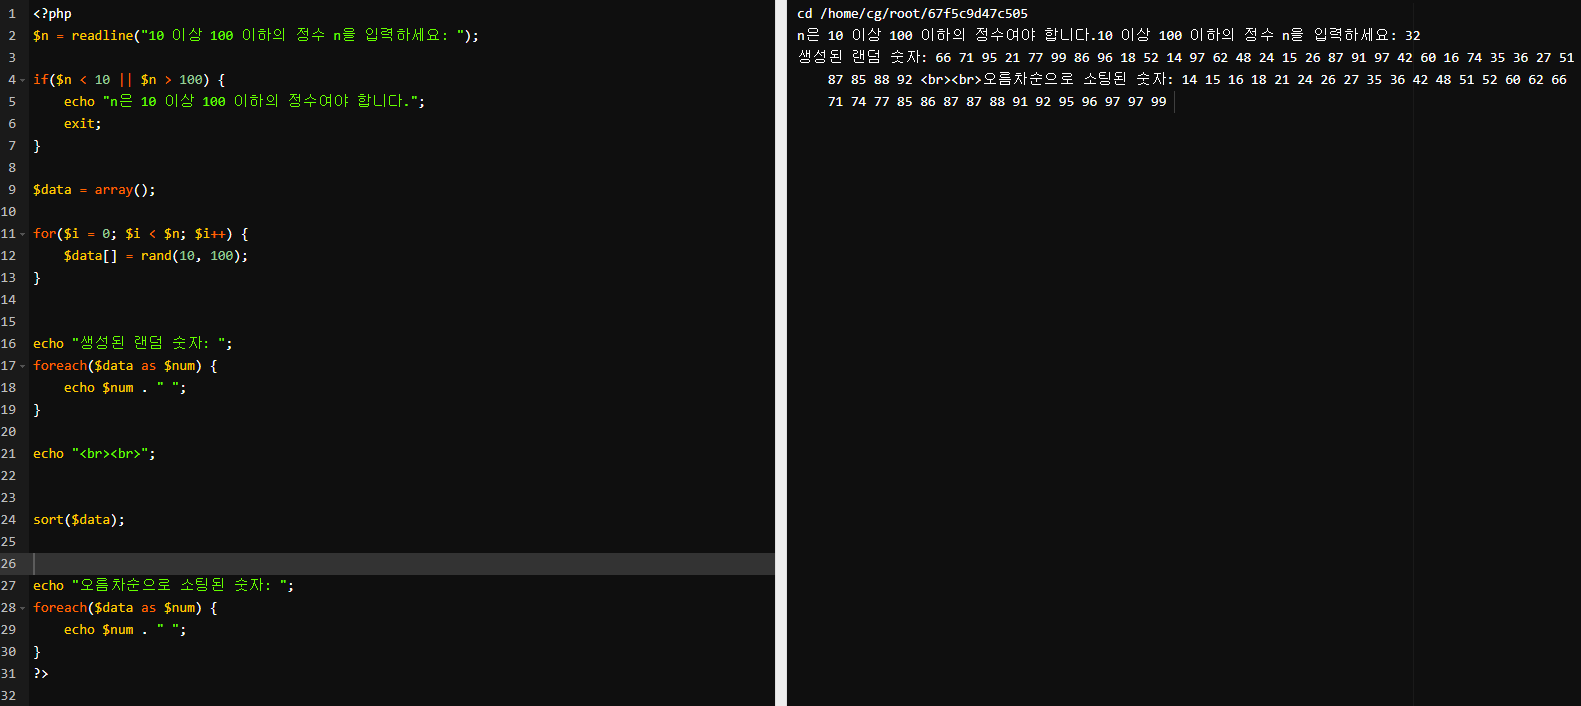 1 <?php
2 $n = readline("10 이상 100 이하의 정수 n을 입력하세요: ");
3
4 if($n < 10 || $n > 100) {
5 echo "n은 10 이상 100 이하의 정수여야 합니다.";
6 exit;
7 }
8
9 $data = array();
10
11 for($i = 0; $i < $n; $i++) {
12 $data[] = rand(10, 100);
13 }
14
15
16 echo "생성된 랜덤 숫자: ";
17 foreach($data as $num) {
18 echo $num . " ";
19 }
20
21 echo "<br><br>";
22
23
24 sort($data);
25
26
27 echo "오름차순으로 소팅된 숫자: ";
28 foreach($data as $num) {
29 echo $num . " ";
30 }
31 ?>
32
cd /home/cg/root/67f5c9d47c505
n은 10 이상 100 이하의 정수여야 합니다.10 이상 100 이하의 정수 n을 입력하세요: 32
생성된 랜덤 숫자: 66 71 95 21 77 99 86 96 18 52 14 97 62 48 24 15 26 87 91 97 42 60 16 74 35 36 27 51
87 85 88 92 <br><br>오름차순으로 소팅된 숫자: 14 15 16 18 21 24 26 27 35 36 42 48 51 52 60 62 66
71 74 77 85 86 87 87 88 91 92 95 96 97 97 99